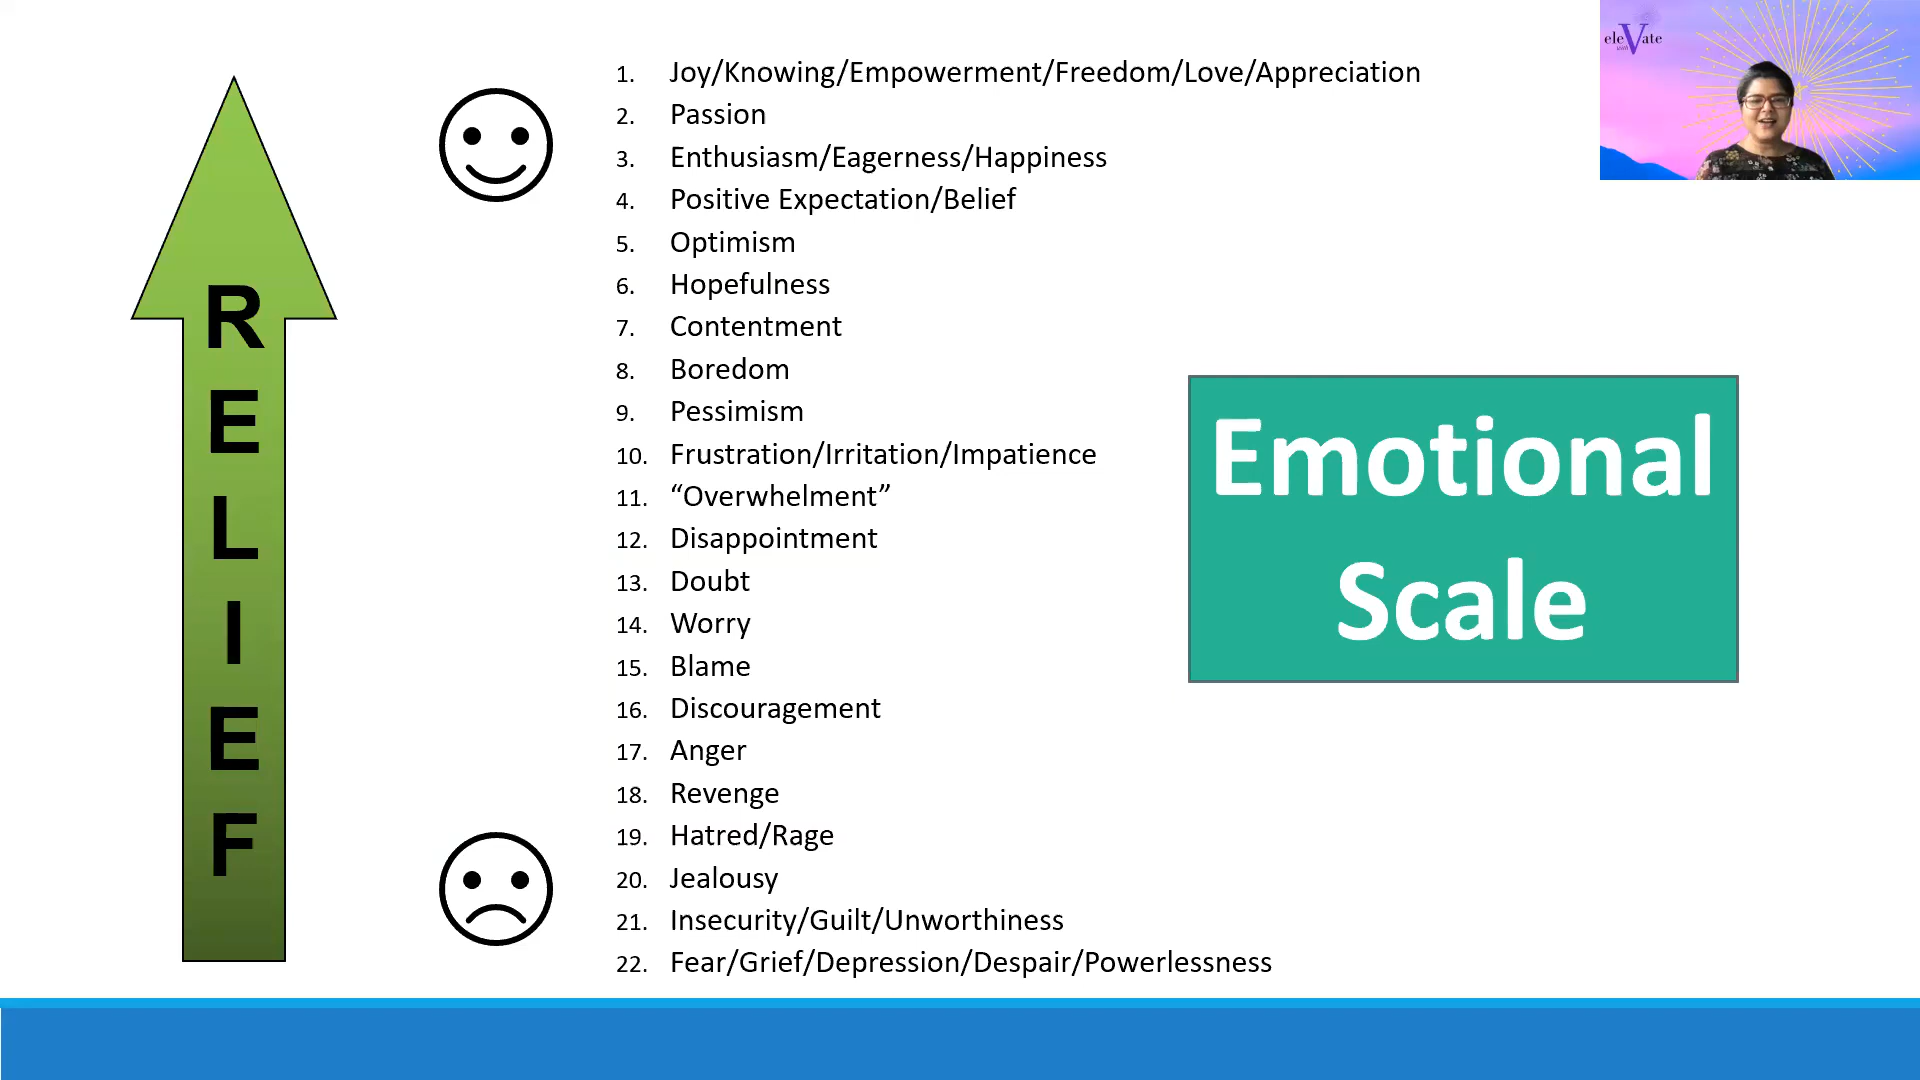 eleVate
with
R
E
L
I
E
F
1. Joy/Knowing/Empowerment/Freedom/Love/Appreciation
2. Passion
3. Enthusiasm/Eagerness/Happiness
4. Positive Expectation/Belief
5. Optimism
6. Hopefulness
7. Contentment
8. Boredom
9. Pessimism
10. Frustration/Irritation/Impatience
11. “Overwhelment”
12. Disappointment
13. Doubt
14. Worry
15. Blame
16. Discouragement
17. Anger
18. Revenge
19. Hatred/Rage
20. Jealousy
21. Insecurity/Guilt/Unworthiness
22. Fear/Grief/Depression/Despair/Powerlessness
Emotional
Scale